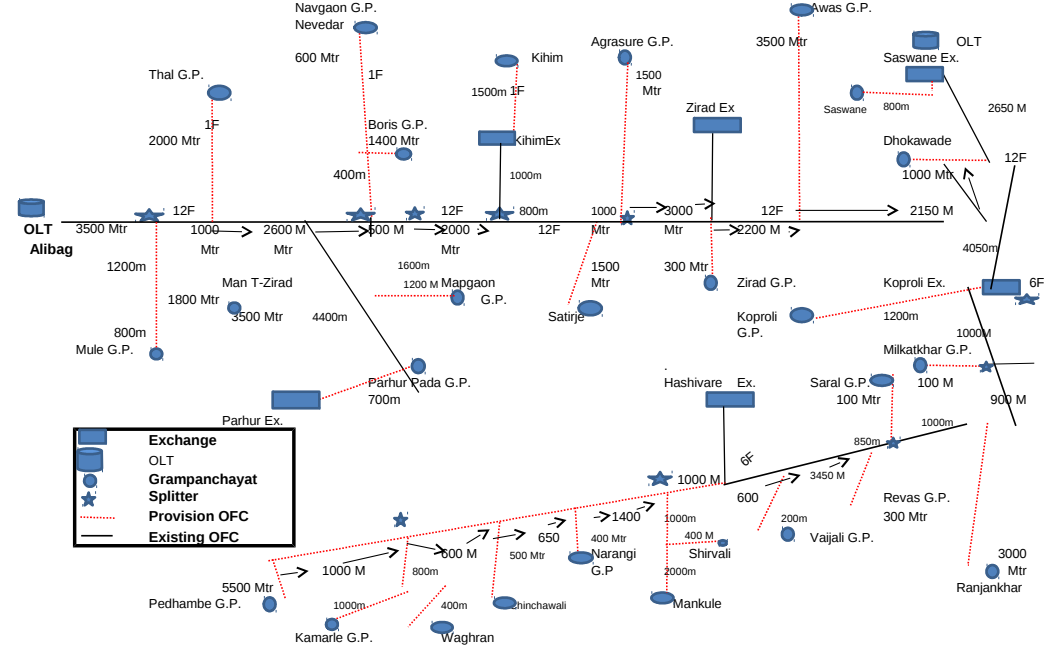 Navgaon G.P.
Nevedar
600 Mtr
1F
Awas G.P.
3500 Mtr
Agrasure G.P.
1500
Mtr
Kihim
1500m 1F
OLT
Saswane Ex.
Thal G.P.
1F
2000 Mtr
Boris G.P.
1400 Mtr
400m
KihimEx
1000m
Zirad Ex
Saswane
800m
2650 M
Dhokawade
1000 Mtr
12F
OLT
Alibag
3500 Mtr
12F
1000
Mtr
2600 M
Mtr
500 M
12F
2000
Mtr
800m
12F
1000
Mtr
3000
Mtr
12F
2200 M
2150 M
4050m
1200m
1800 Mtr
800m
Mule G.P.
Man T-Zirad
3500 Mtr
4400m
1600m
1200 M
Mapgaon
G.P.
1500
Mtr
Satirje
300 Mtr
Zirad G.P.
Koproli Ex.
6F
1200m
Koproli
G.P.
1000M
Milkatkhar G.P.
100 M
900 M
Parhur Pada G.P.
700m
Parhur Ex.
.
Hashivare Ex.
Saral G.P.
100 Mtr
1000m
850m
Exchange
OLT
Grampanchayat
Splitter
Provision OFC
Existing OFC
6F
1000 M
600
3450 M
Revas G.P.
300 Mtr
200m
Vaijali G.P.
1400
1000m
400 M
Shirvali
2000m
Mankule
650
400 Mtr
Narangi
G.P
600 M
500 Mtr
Chinchawali
1000 M
800m
5500 Mtr
Pedhambe G.P.
1000m
Kamarle G.P.
400m
Waghran
3000
Mtr
Ranjankhar